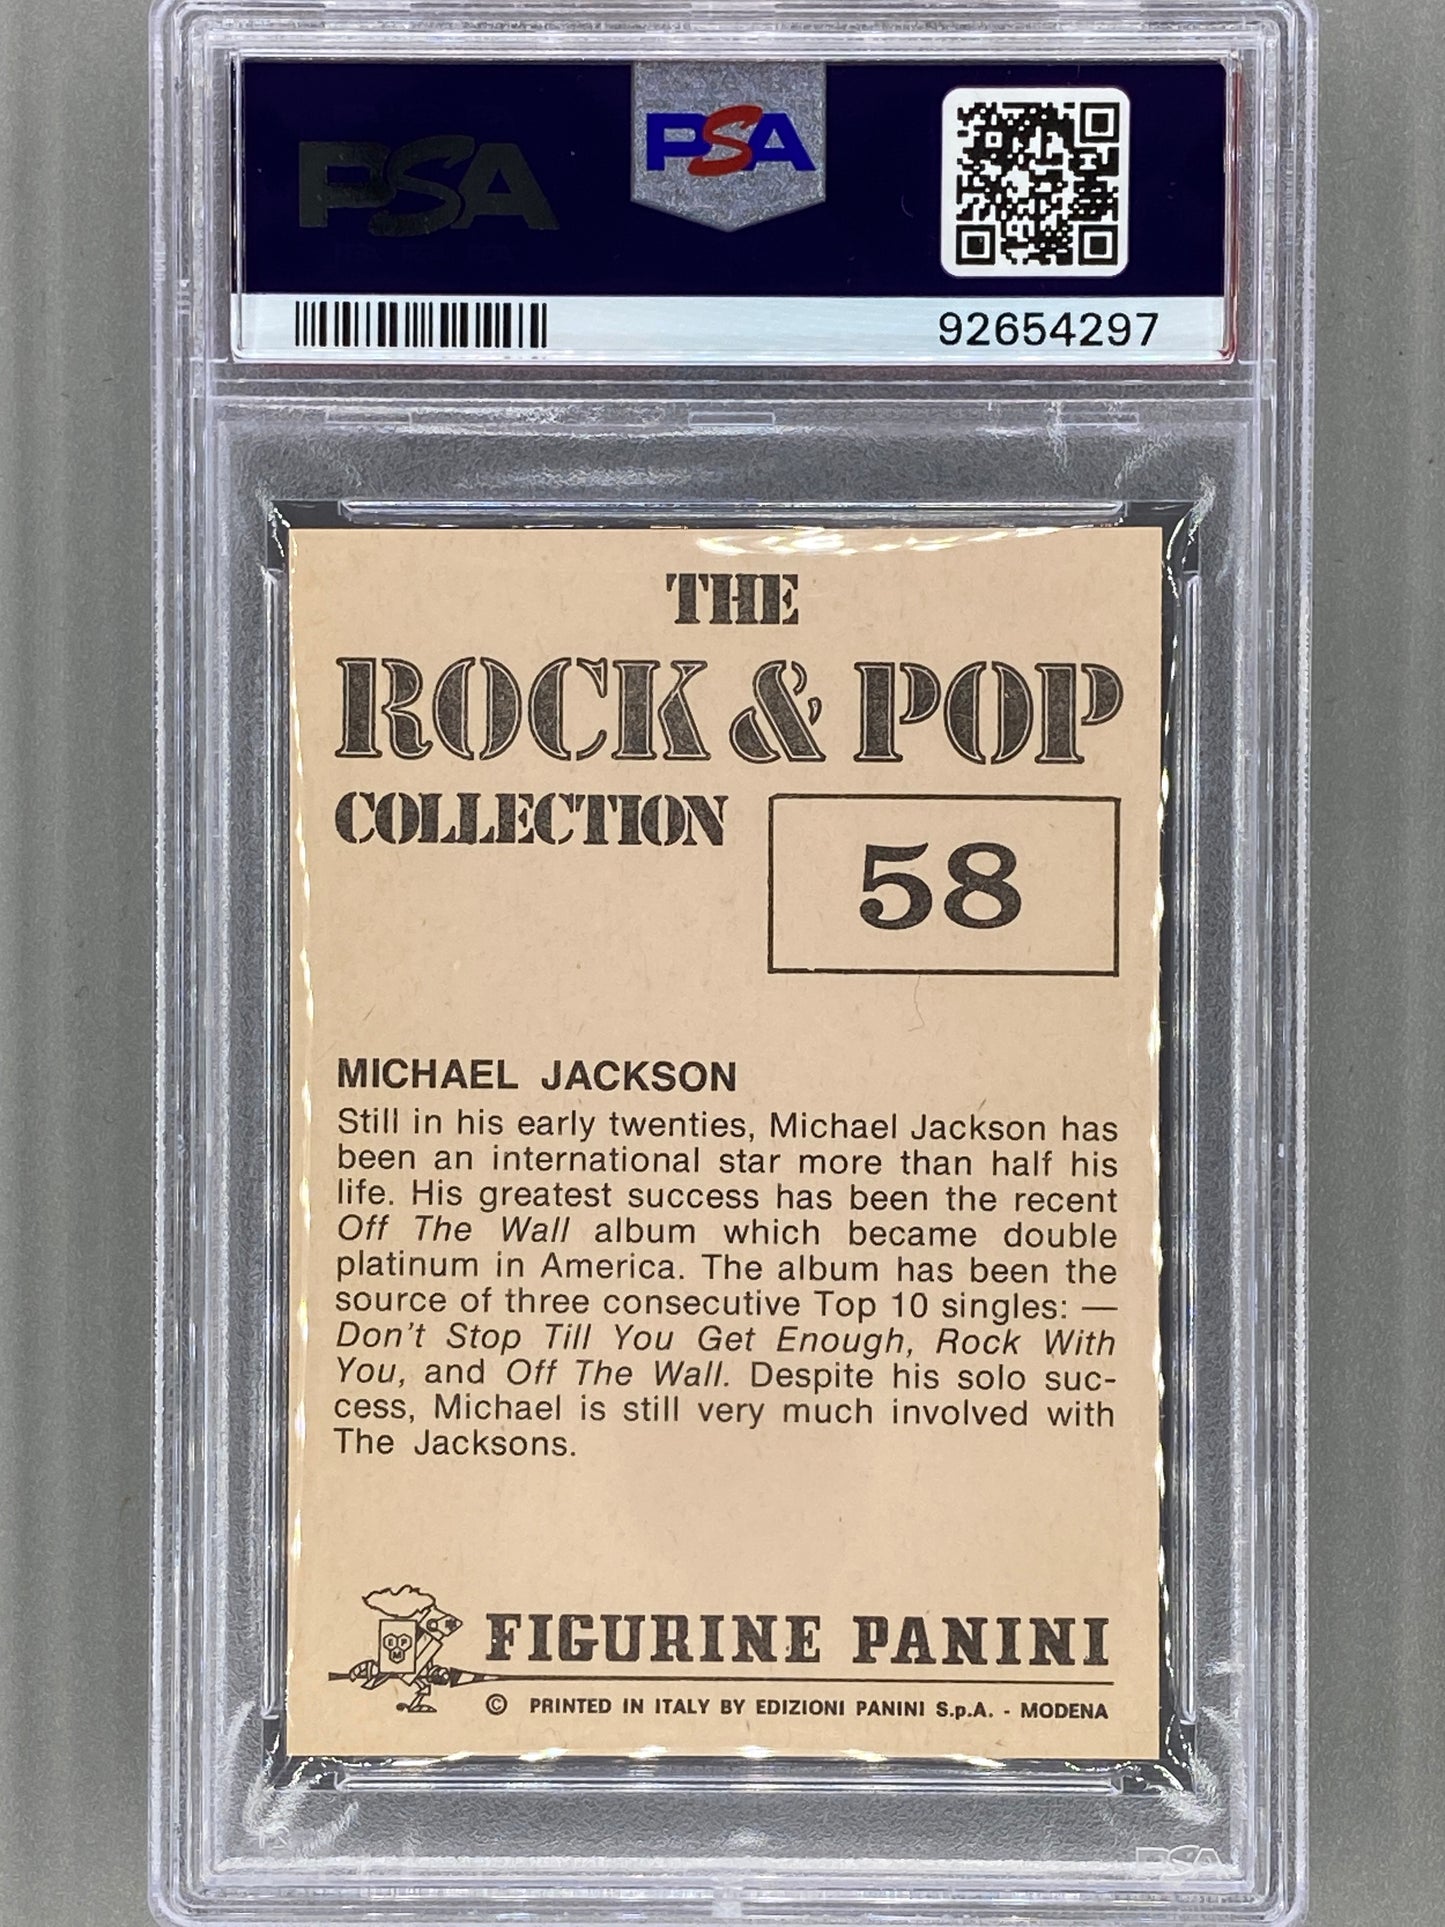 PSA
PSA
92654297
THE
ROCK & POP
COLLECTION
58
MICHAEL JACKSON
Still in his early twenties, Michael Jackson has
been an international star more than half his
life. His greatest success has been the recent
Off The Wall album which became double
platinum in America. The album has been the
source of three consecutive Top 10 singles: —
Don't Stop Till You Get Enough, Rock With
You, and Off The Wall. Despite his solo suc-
cess, Michael is still very much involved with
The Jacksons.
FIGURINE PANINI
© PRINTED IN ITALY BY EDIZIONI PANINI S.p.A. - MODENA
PSA